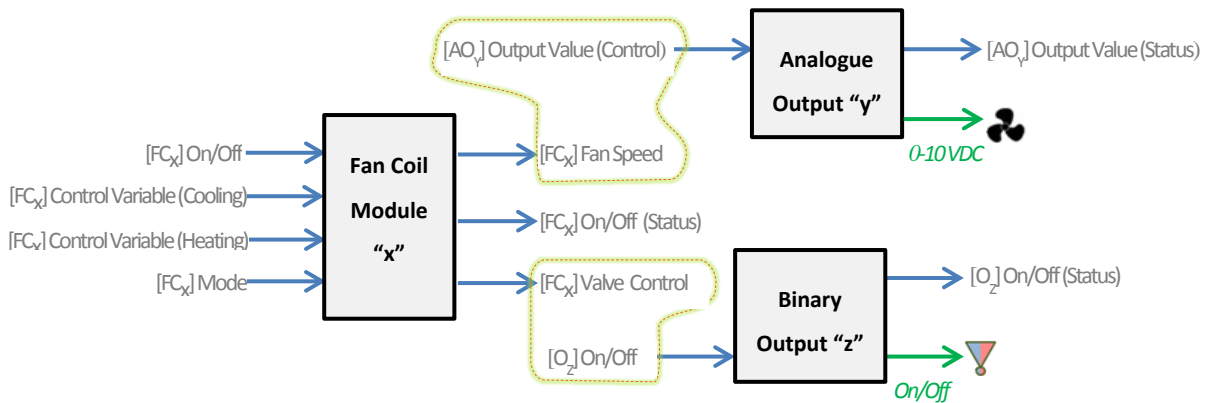 [AOY] Output Value (Control)
Analogue
Output “y”
[AOY] Output Value (Status)
0-10 VDC
[FCX] On/Off
[FCX] Control Variable (Cooling)
[FCX] Control Variable (Heating)
[FCX] Mode
Fan Coil
Module
“x”
[FCX] Fan Speed
[FCX] On/Off (Status)
[FCX] Valve Control
[OZ] On/Off
Binary
Output “z”
[OZ] On/Off (Status)
On/Off